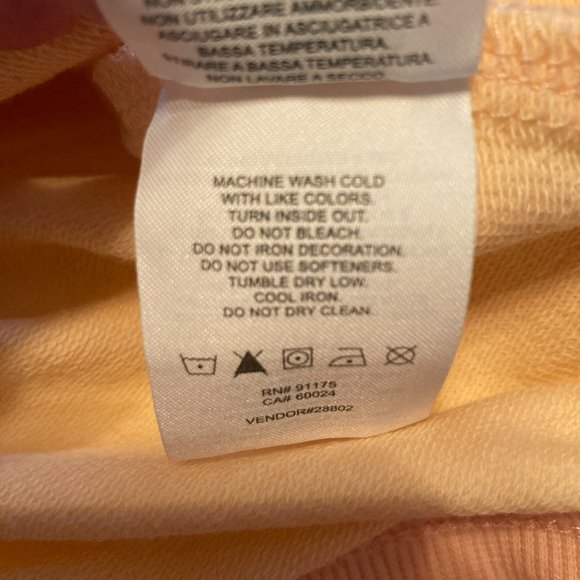 NON UTILIZZARE AMMORBIDENTE.
ASCIUGARE IN ASCIUGATRICE A
BASSA TEMPERATURA.
STIRARE A BASSA TEMPERATURA.
NON LAVARE A SECCO.
MACHINE WASH COLD
WITH LIKE COLORS.
TURN INSIDE OUT.
DO NOT BLEACH.
DO NOT IRON DECORATION.
DO NOT USE SOFTENERS.
TUMBLE DRY LOW.
COOL IRON.
DO NOT DRY CLEAN.
RN# 91175
CA# 60024
VENDOR#28802